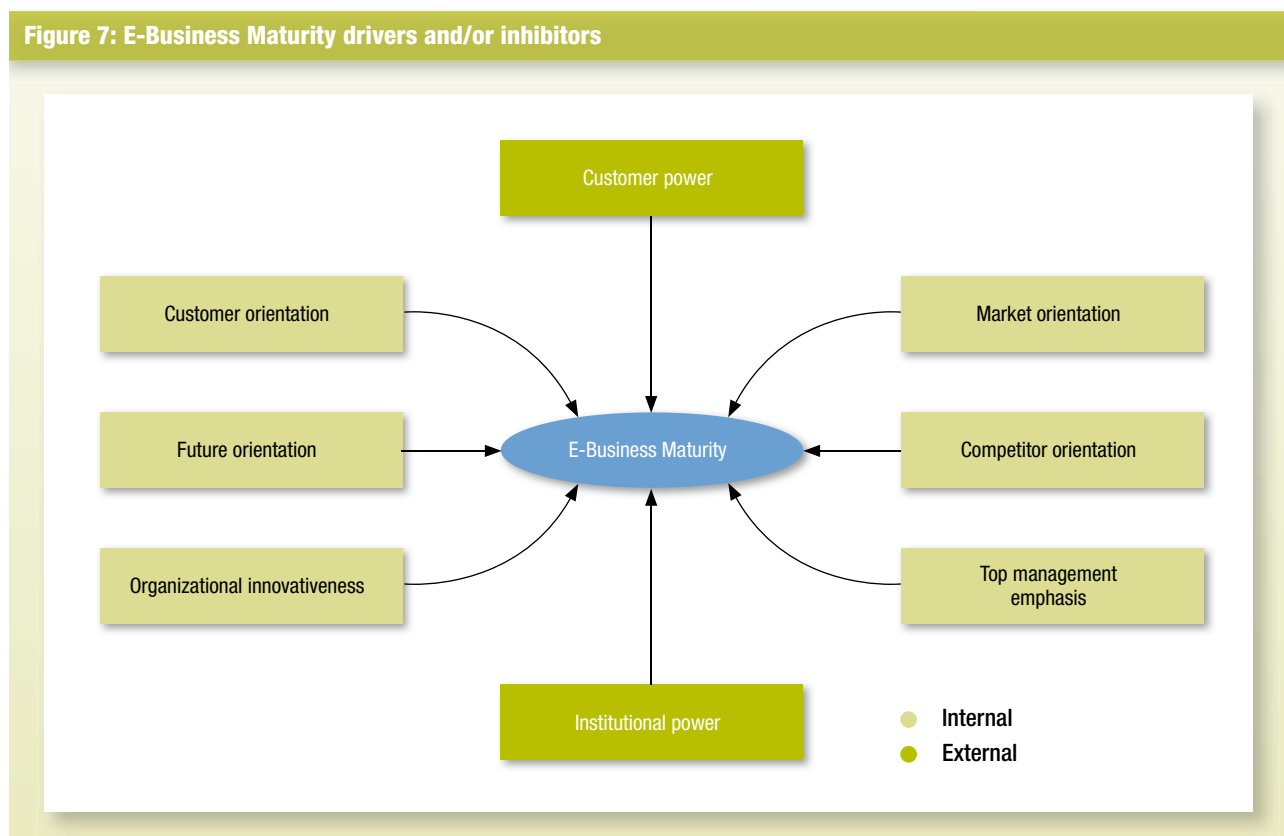 Figure 7: E-Business Maturity drivers and/or inhibitors
Customer power
Customer orientation
Market orientation
Future orientation
E-Business Maturity
Competitor orientation
Organizational innovativeness
Top management
emphasis
Institutional power
Internal
External